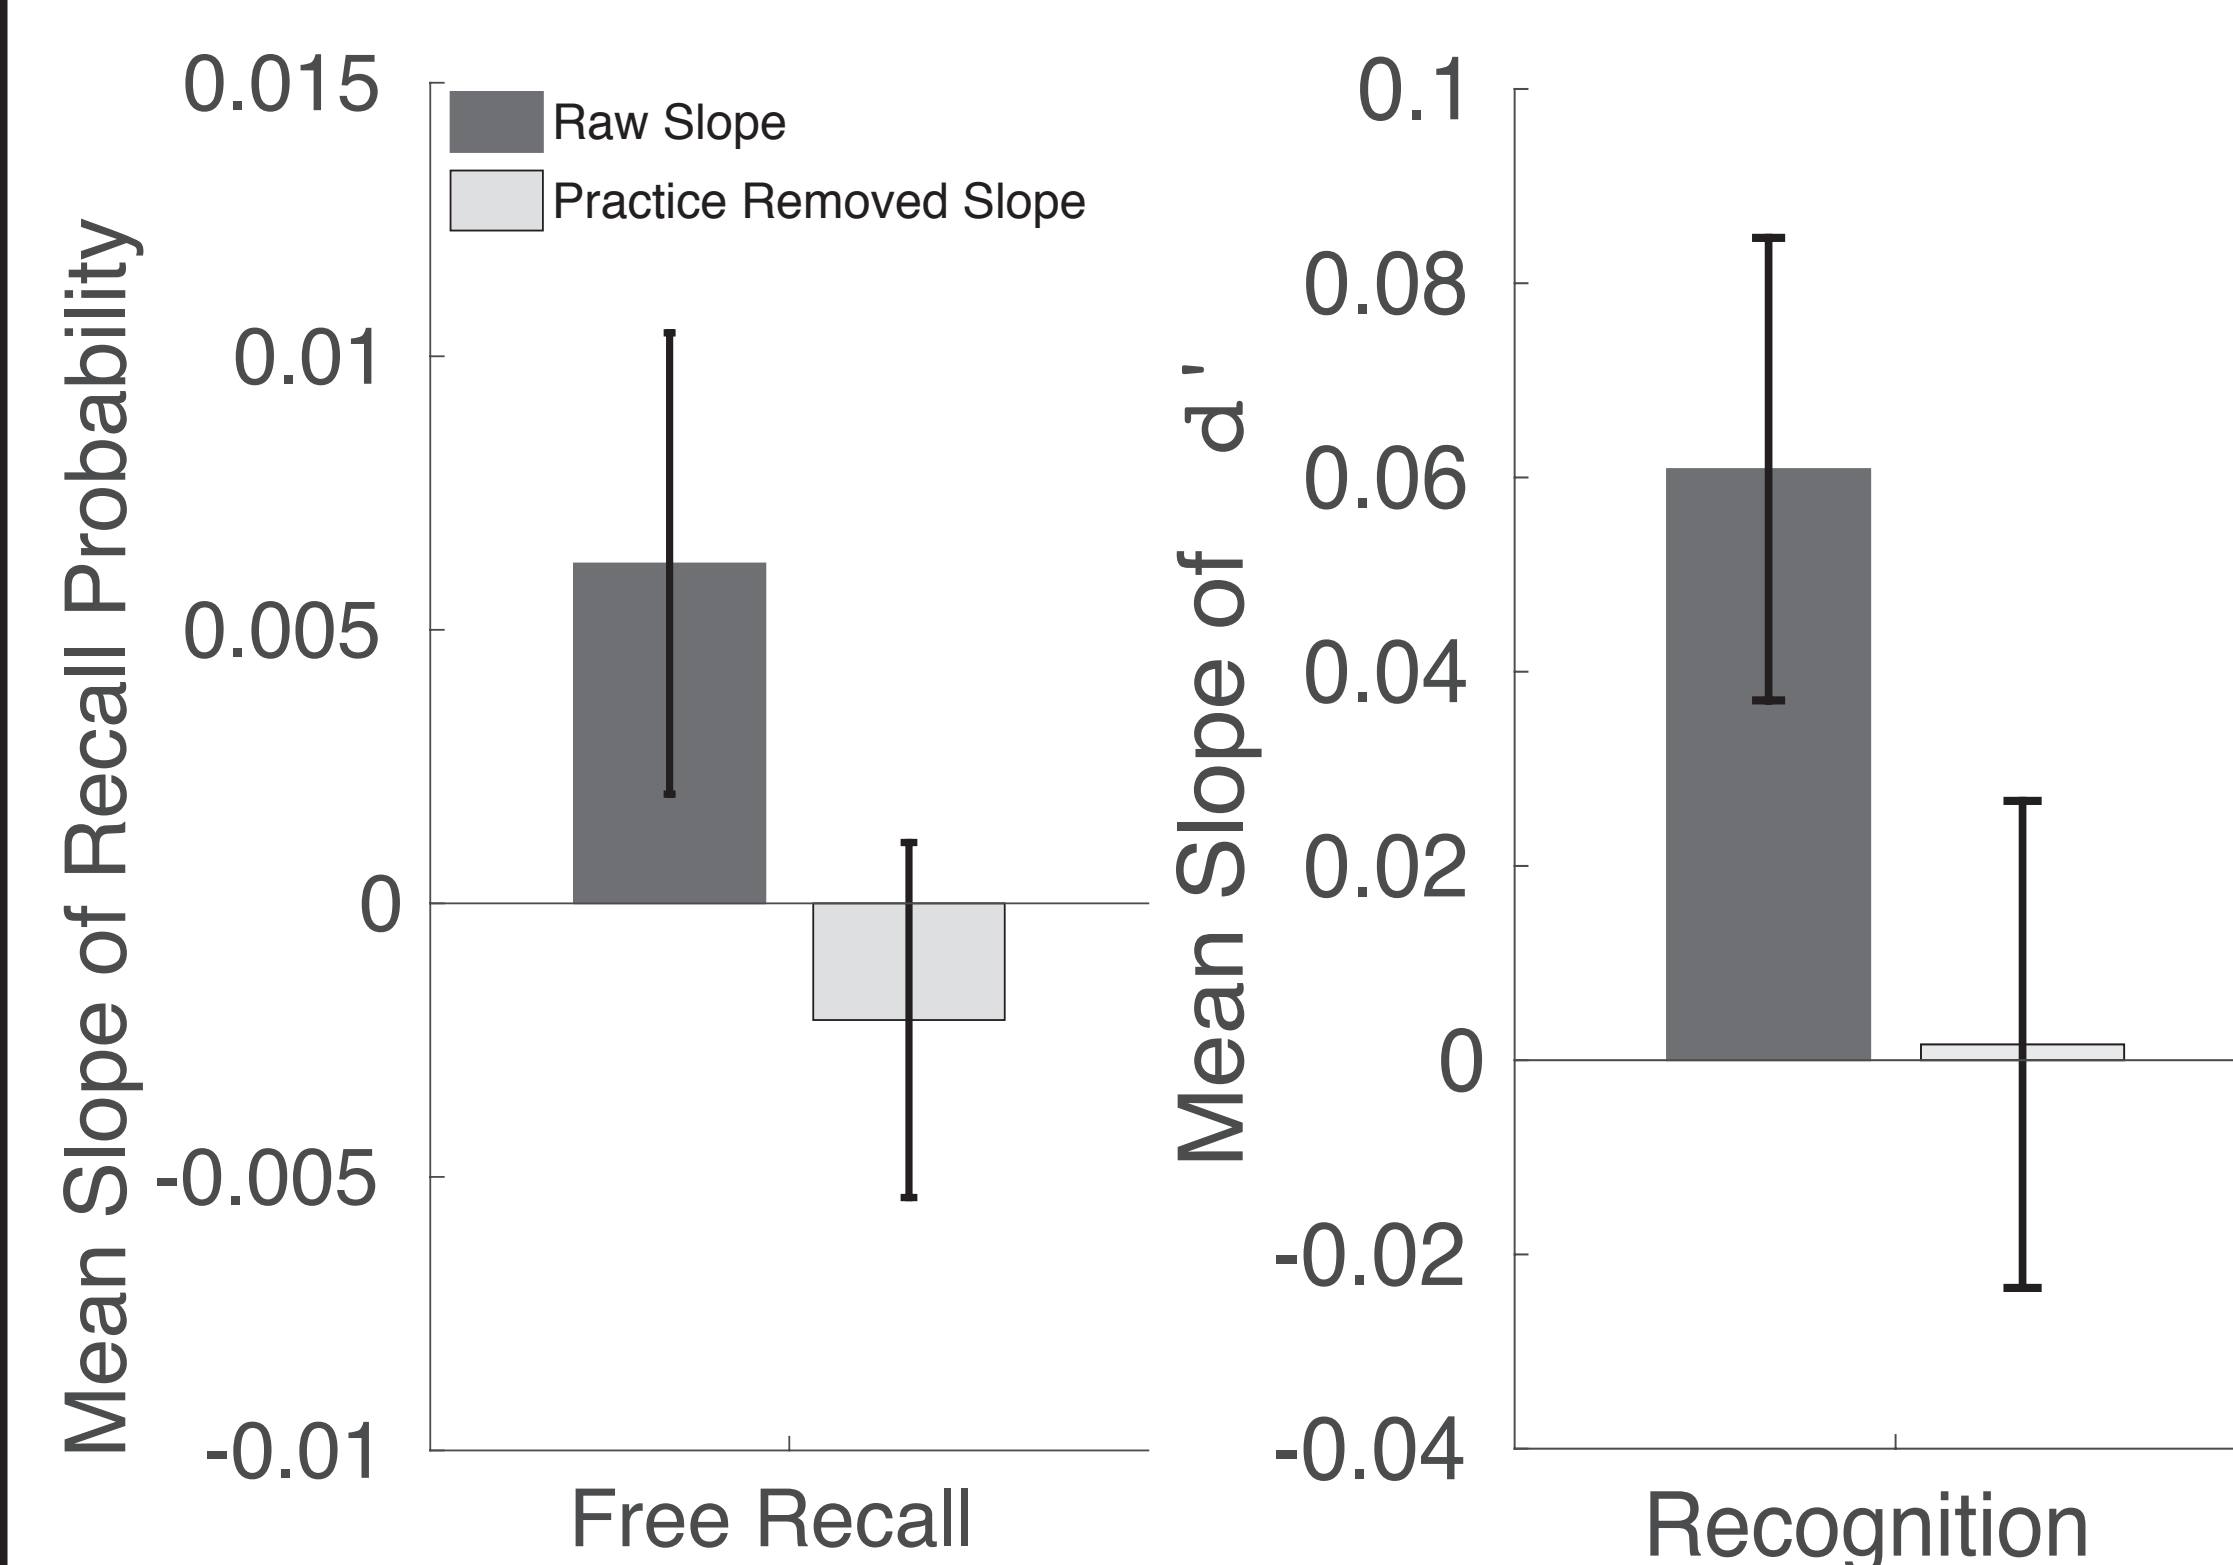 Mean Slope of Recall Probability
0.015
0.01
0.005
0
-0.005
-0.01
Raw Slope
Practice Removed Slope
Free Recall
Mean Slope of d'
0.1
0.08
0.06
0.04
0.02
0
-0.02
-0.04
Recognition